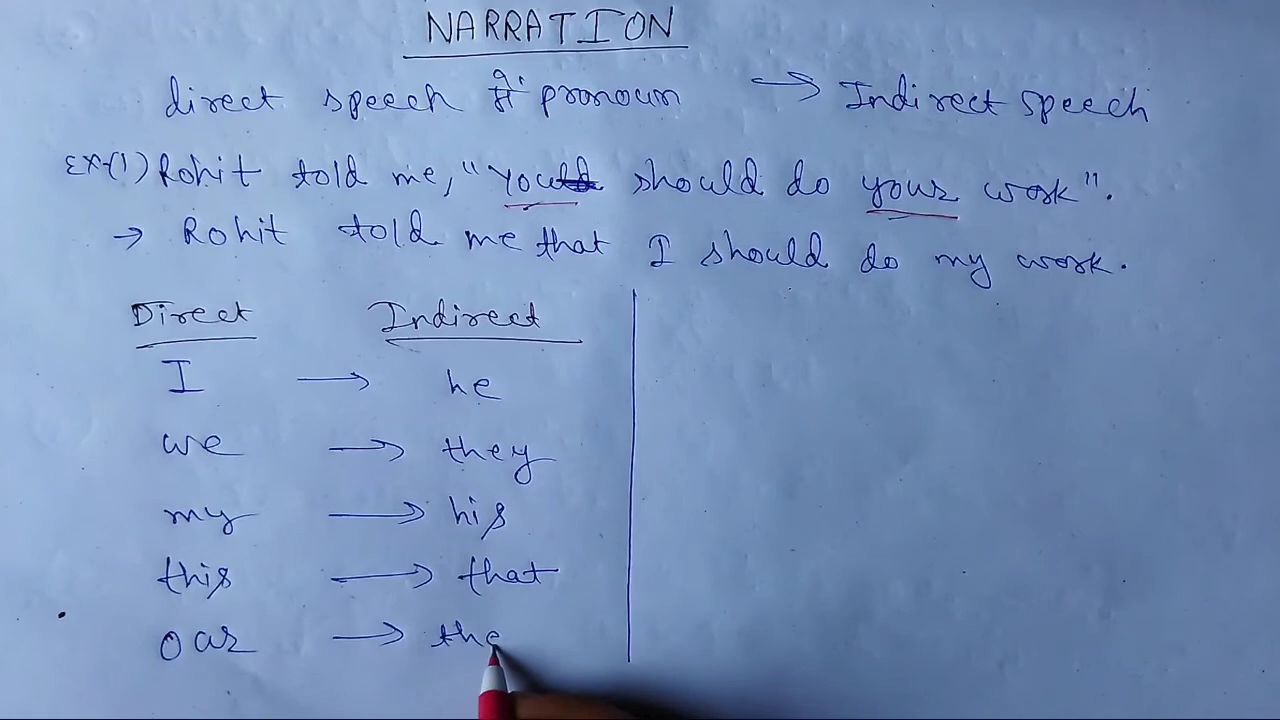 NARRATION
direct speech में pronoun → Indirect speech
Ex-(1) Rohit told me, "You should do your work".
→ Rohit told me that I should do my work.
Direct Indirect
I → he
we → they
my → his
this → that
our → the